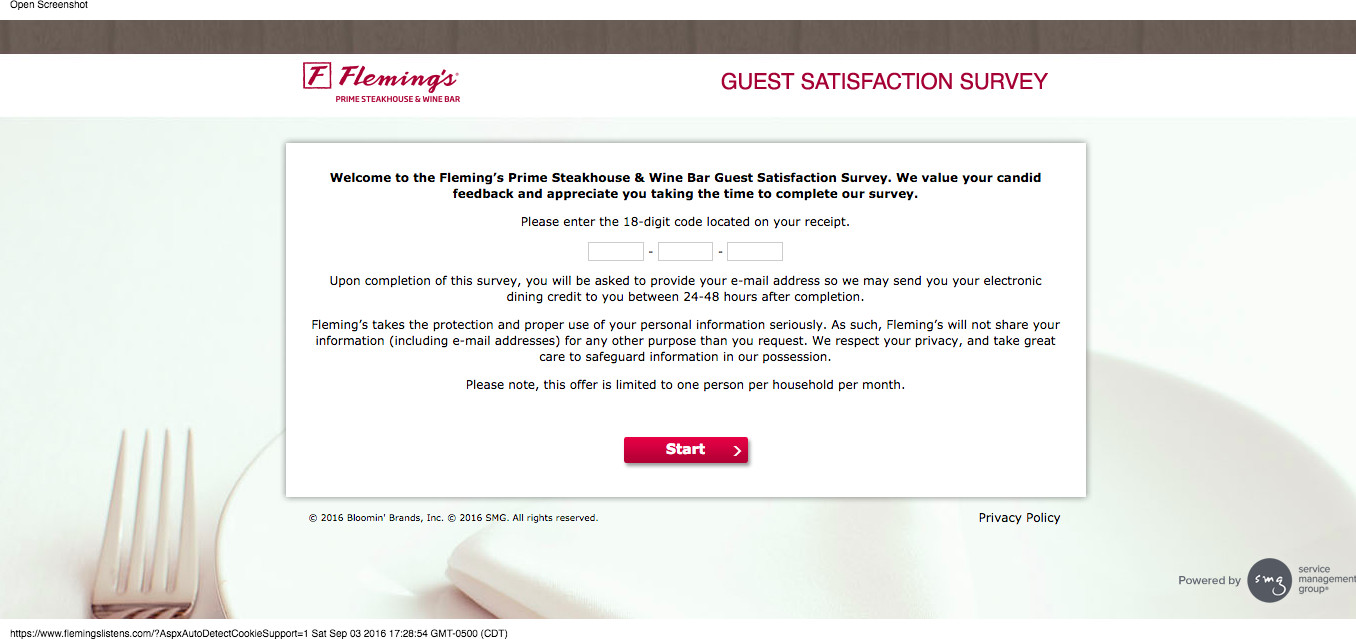 Open Screenshot
F Fleming's
PRIME STEAKHOUSE & WINE BAR
GUEST SATISFACTION SURVEY
Welcome to the Fleming’s Prime Steakhouse & Wine Bar Guest Satisfaction Survey. We value your candid
feedback and appreciate you taking the time to complete our survey.
Please enter the 18-digit code located on your receipt.
- -
Upon completion of this survey, you will be asked to provide your e-mail address so we may send you your electronic
dining credit to you between 24-48 hours after completion.
Fleming’s takes the protection and proper use of your personal information seriously. As such, Fleming’s will not share your
information (including e-mail addresses) for any other purpose than you request. We respect your privacy, and take great
care to safeguard information in our possession.
Please note, this offer is limited to one person per household per month.
Start
© 2016 Bloomin' Brands, Inc. © 2016 SMG. All rights reserved.
Privacy Policy
Powered by
smg
service
management
group®
https://www.flemingslistens.com/?AspxAutoDetectCookieSupport=1 Sat Sep 03 2016 17:28:54 GMT-0500 (CDT)